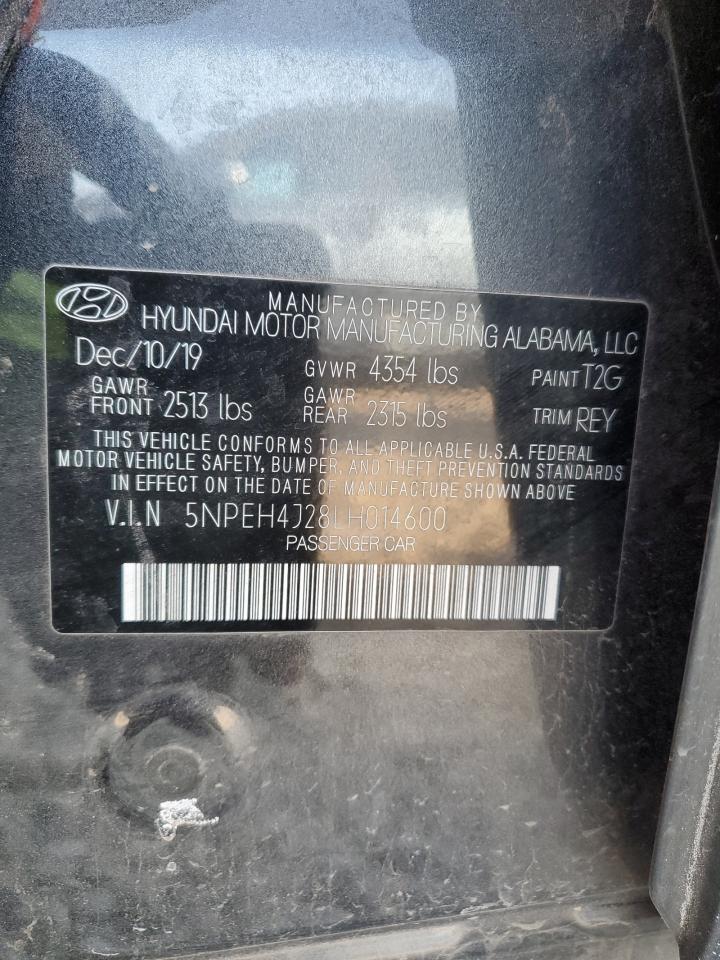 MANUFACTURED BY
HYUNDAI MOTOR MANUFACTURING ALABAMA, LLC
Dec/10/19 GVWR 4354 lbs PAINT T2G
GAWR FRONT 2513 lbs GAWR REAR 2315 lbs TRIM REY
THIS VEHICLE CONFORMS TO ALL APPLICABLE U.S.A. FEDERAL
MOTOR VEHICLE SAFETY, BUMPER, AND THEFT PREVENTION STANDARDS
IN EFFECT ON THE DATE OF MANUFACTURE SHOWN ABOVE
V.I.N 5NPEH4J28LH014600
PASSENGER CAR